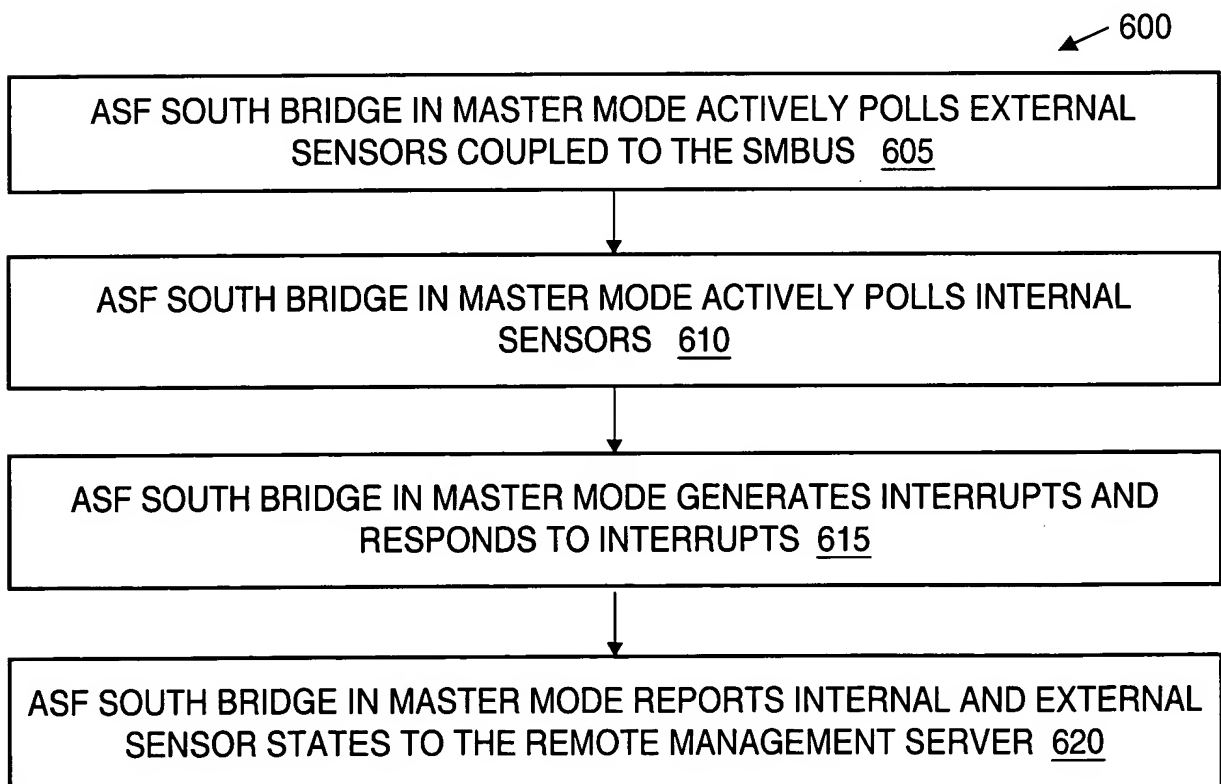 600
ASF SOUTH BRIDGE IN MASTER MODE ACTIVELY POLLS EXTERNAL
SENSORS COUPLED TO THE SMBUS 605
ASF SOUTH BRIDGE IN MASTER MODE ACTIVELY POLLS INTERNAL
SENSORS 610
ASF SOUTH BRIDGE IN MASTER MODE GENERATES INTERRUPTS AND
RESPONDS TO INTERRUPTS 615
ASF SOUTH BRIDGE IN MASTER MODE REPORTS INTERNAL AND EXTERNAL
SENSOR STATES TO THE REMOTE MANAGEMENT SERVER 620